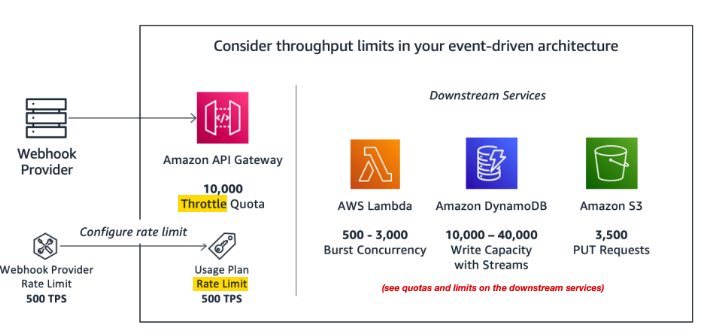 Consider throughput limits in your event-driven architecture
Downstream Services
Webhook
Provider
Amazon API Gateway
10,000
Throttle Quota
AWS Lambda
500 - 3,000
Burst Concurrency
Amazon DynamoDB
10,000 – 40,000
Write Capacity
with Streams
Amazon S3
3,500
PUT Requests
Configure rate limit
Webhook Provider
Rate Limit
500 TPS
Usage Plan
Rate Limit
500 TPS
(see quotas and limits on the downstream services)